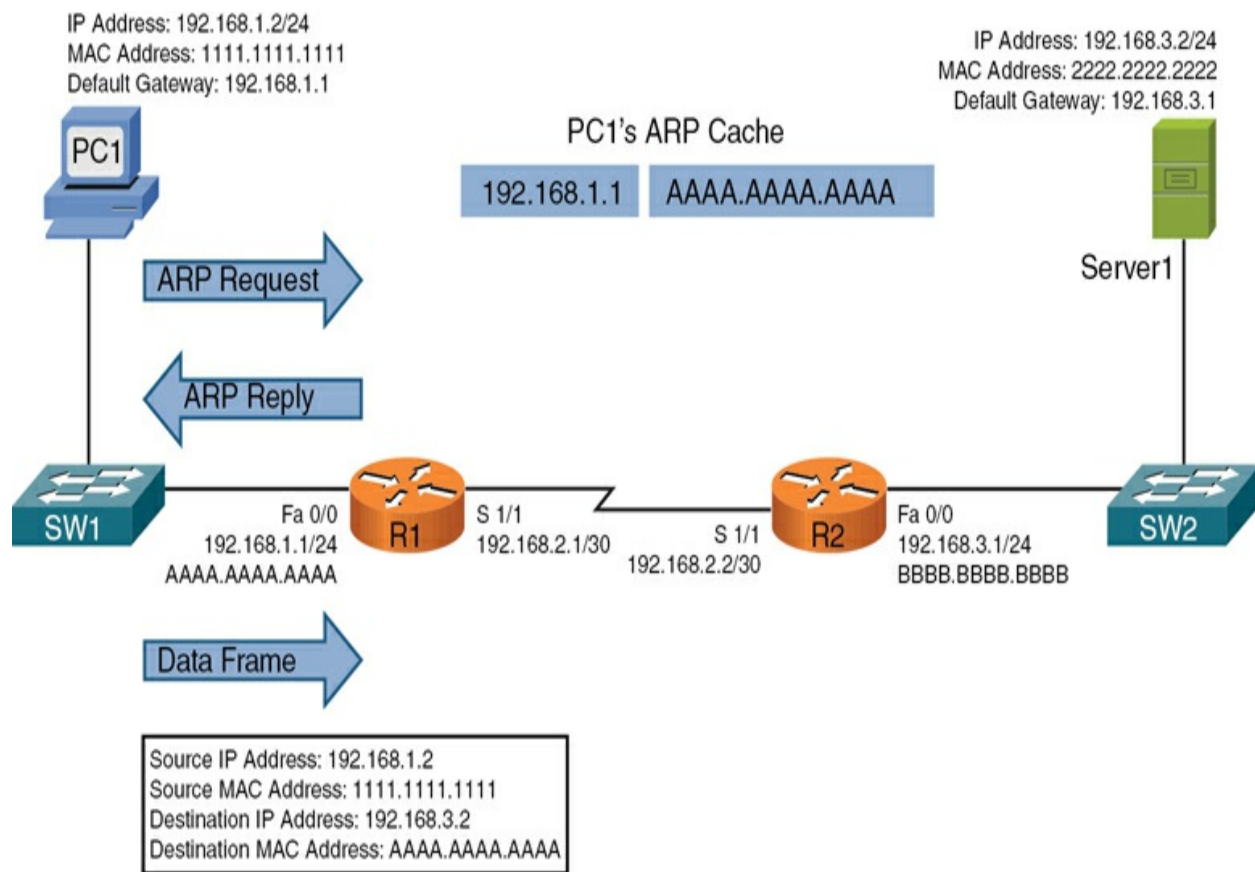 IP Address: 192.168.1.2/24
MAC Address: 1111.1111.1111
Default Gateway: 192.168.1.1
IP Address: 192.168.3.2/24
MAC Address: 2222.2222.2222
Default Gateway: 192.168.3.1
PC1
PC1's ARP Cache
192.168.1.1 AAAA.AAAA.AAAA
Server1
ARP Request
ARP Reply
SW1
Fa 0/0
192.168.1.1/24
AAAA.AAAA.AAAA
R1
S 1/1
192.168.2.1/30
S 1/1
192.168.2.2/30
R2
Fa 0/0
192.168.3.1/24
BBBB.BBBB.BBBB
SW2
Data Frame
Source IP Address: 192.168.1.2
Source MAC Address: 1111.1111.1111
Destination IP Address: 192.168.3.2
Destination MAC Address: AAAA.AAAA.AAAA